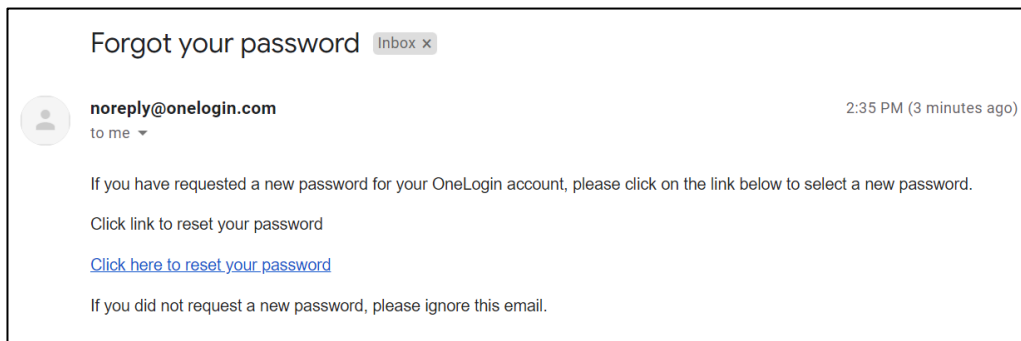 Forgot your password Inbox x
noreply@onelogin.com 2:35 PM (3 minutes ago)
to me
If you have requested a new password for your OneLogin account, please click on the link below to select a new password.
Click link to reset your password
Click here to reset your password
If you did not request a new password, please ignore this email.